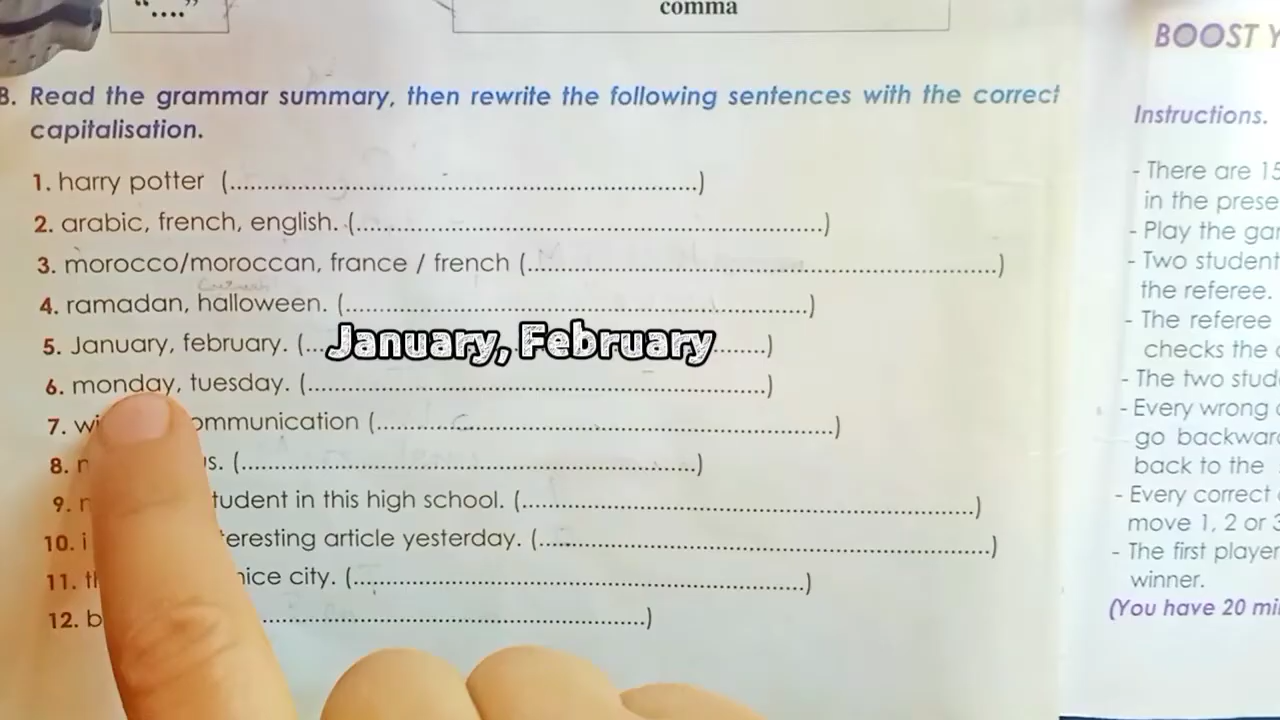 “....”
comma
B. Read the grammar summary, then rewrite the following sentences with the correct
capitalisation.
1. harry potter (...............)
2. arabic, french, english. (...............)
3. morocco/moroccan, france / french (...............)
4. ramadan, halloween. (...............)
5. January, february. (... January, February ...)
6. monday, tuesday. (...............)
7. wi ommunication (...............)
8. s. (...............)
9. tudent in this high school. (...............)
10. i eresting article yesterday. (...............)
11. nice city. (...............)
12. b ...............)
BOOST Y
Instructions.
- There are 15
in the prese
- Play the gar
- Two student
the referee.
- The referee
checks the
- The two stud
- Every wrong
go backward
back to the
- Every correct
move 1, 2 or 3
- The first player
winner.
(You have 20 mi